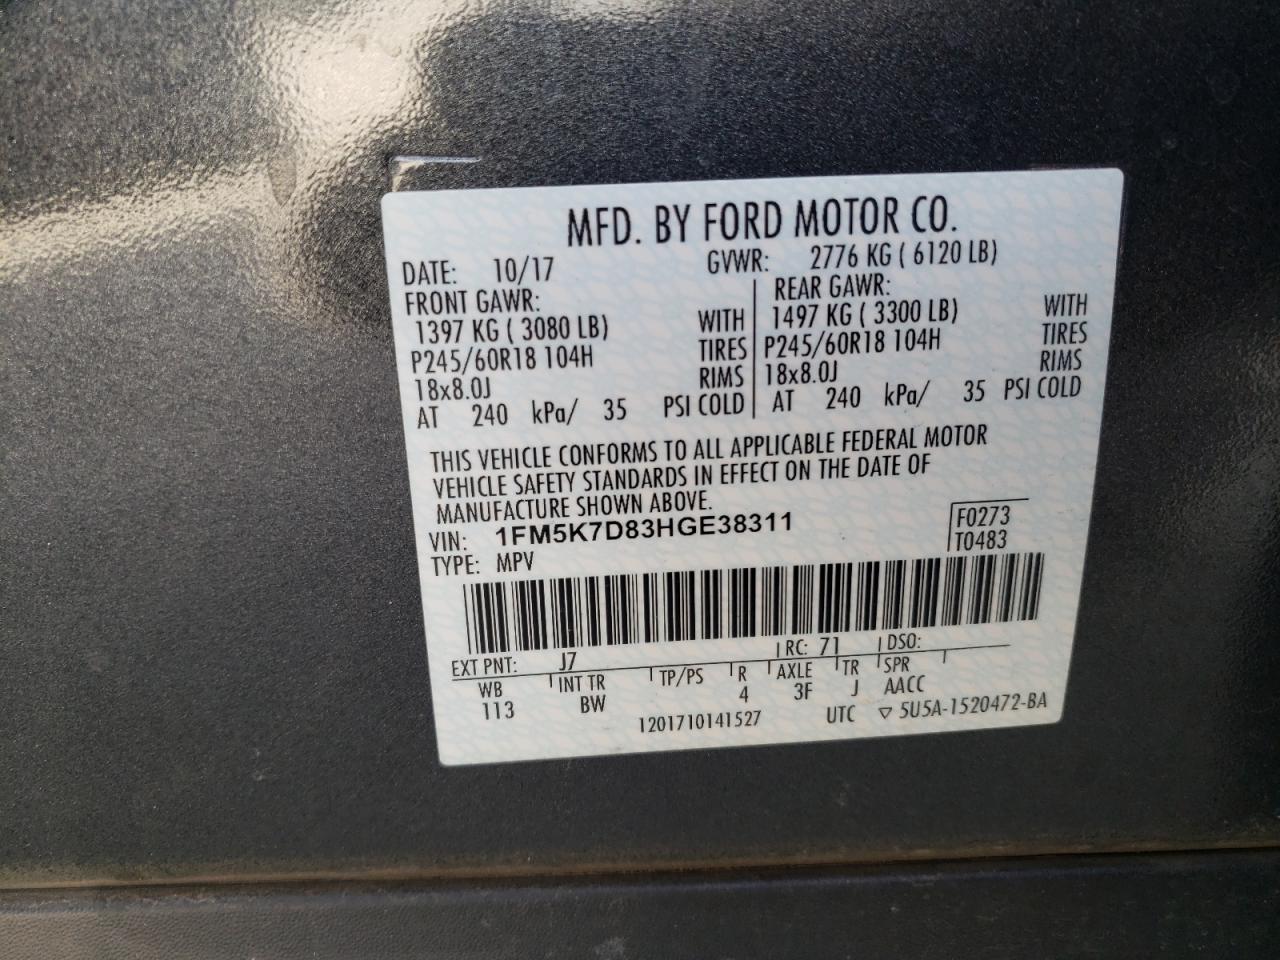 MFD. BY FORD MOTOR CO.
DATE: 10/17 GVWR: 2776 KG ( 6120 LB)
FRONT GAWR: REAR GAWR:
1397 KG ( 3080 LB) WITH 1497 KG ( 3300 LB) WITH
P245/60R18 104H TIRES P245/60R18 104H TIRES
18x8.0J RIMS 18x8.0J RIMS
AT 240 kPa/ 35 PSI COLD AT 240 kPa/ 35 PSI COLD
THIS VEHICLE CONFORMS TO ALL APPLICABLE FEDERAL MOTOR
VEHICLE SAFETY STANDARDS IN EFFECT ON THE DATE OF
MANUFACTURE SHOWN ABOVE.
VIN: 1FM5K7D83HGE38311 F0273
TYPE: MPV T0483
EXT PNT: J7 RC: 71 DSO:
WB INT TR TP/PS R AXLE TR SPR
113 BW 4 3F J AACC
1201710141527 UTC ▽ 5U5A-1520472-BA